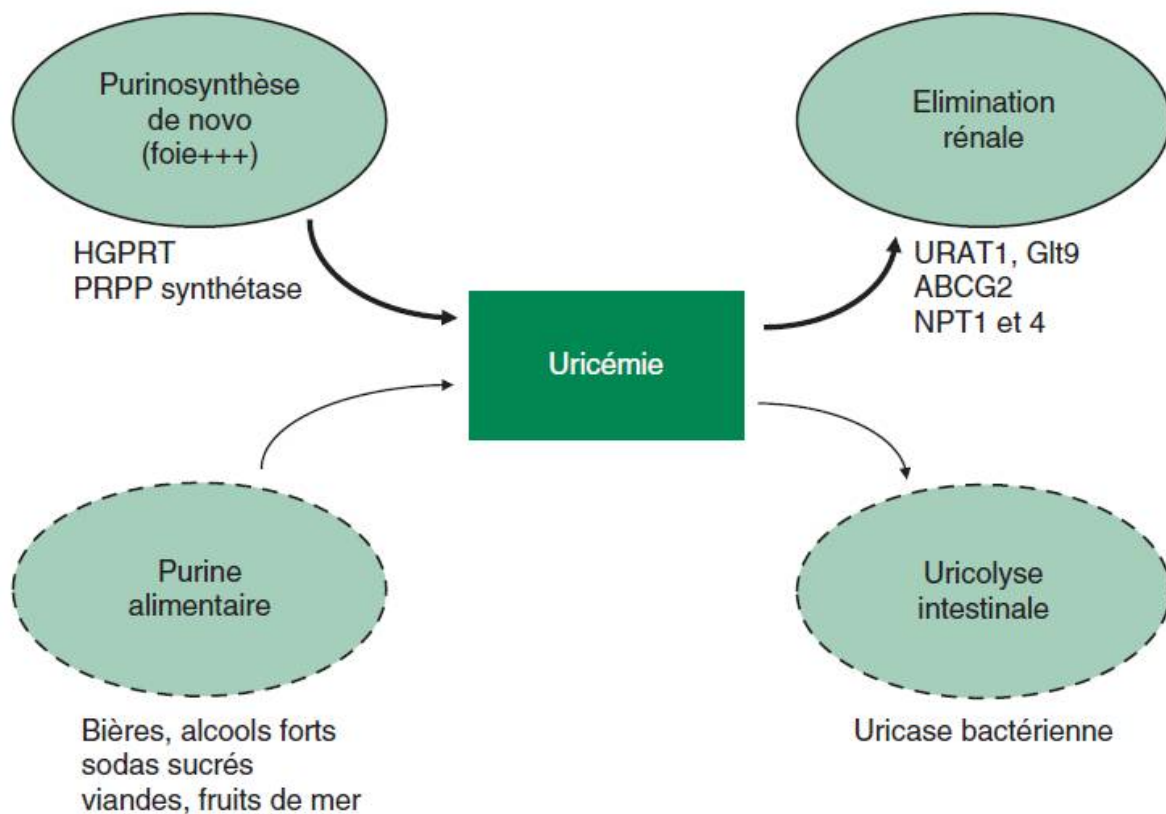 Purinosynthèse
de novo
(foie+++)
HGPRT
PRPP synthétase
Elimination
rénale
URAT1, Glt9
ABCG2
NPT1 et 4
Uricémie
Purine
alimentaire
Bières, alcools forts
sodas sucrés
viandes, fruits de mer
Uricolyse
intestinale
Uricase bactérienne